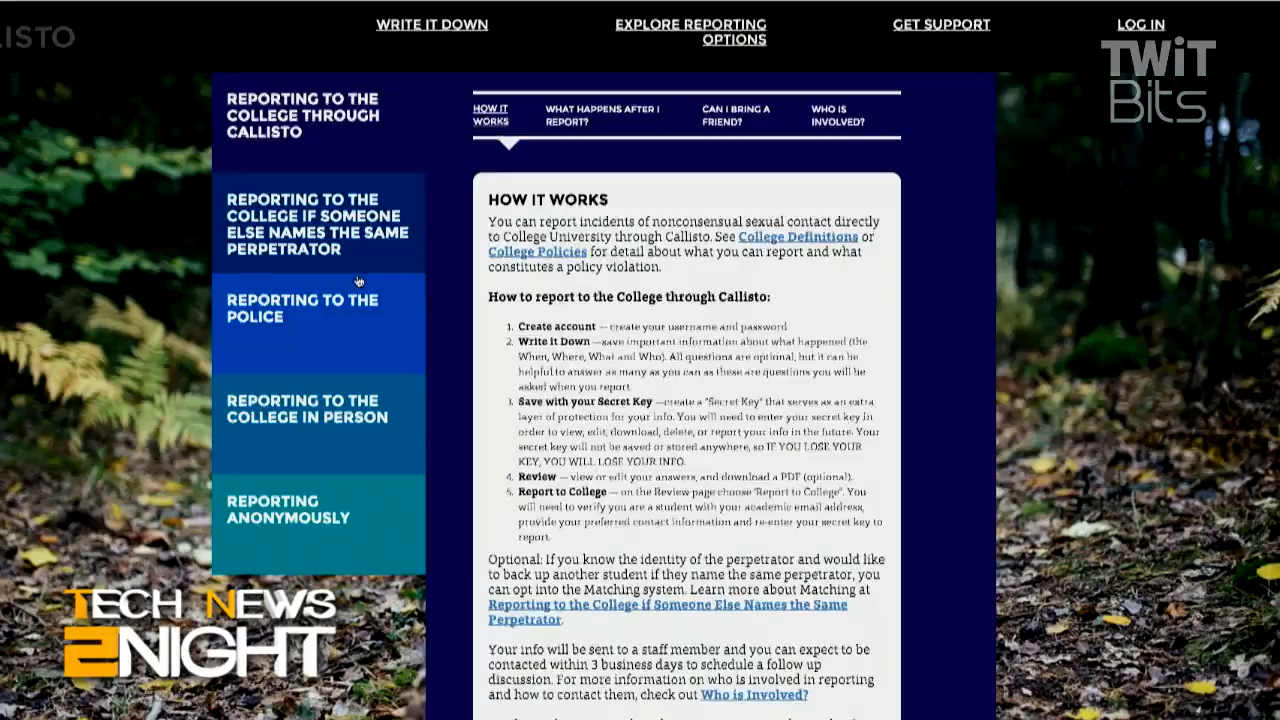 LISTO
WRITE IT DOWN
EXPLORE REPORTING
OPTIONS
GET SUPPORT
LOG IN
TWiT
Bits
REPORTING TO THE
COLLEGE THROUGH
CALLISTO
HOW IT
WORKS
WHAT HAPPENS AFTER I
REPORT?
CAN I BRING A
FRIEND?
WHO IS
INVOLVED?
REPORTING TO THE
COLLEGE IF SOMEONE
ELSE NAMES THE SAME
PERPETRATOR
REPORTING TO THE
POLICE
REPORTING TO THE
COLLEGE IN PERSON
REPORTING
ANONYMOUSLY
HOW IT WORKS
You can report incidents of nonconsensual sexual contact directly
to College University through Callisto. See College Definitions or
College Policies for detail about what you can report and what
constitutes a policy violation.
How to report to the College through Callisto:
1. Create account — create your username and password
2. Write it Down —save important information about what happened (the
When, Where, What and Who). All questions are optional, but it can be
helpful to answer as many as you can as these are questions you will be
asked when you report.
3. Save with your Secret Key —create a "Secret Key" that serves as an extra
layer of protection for your info. You will need to enter your secret key in
order to view, edit, download, delete, or report your info in the future. Your
secret key will not be saved or stored anywhere, so IF YOU LOSE YOUR
KEY, YOU WILL LOSE YOUR INFO.
4. Review — view or edit your answers, and download a PDF (optional).
5. Report to College — on the Review page choose "Report to College". You
will need to verify you are a student with your academic email address,
provide your preferred contact information and re-enter your secret key to
report.
Optional: If you know the identity of the perpetrator and would like
to back up another student if they name the same perpetrator, you
can opt into the Matching system. Learn more about Matching at
Reporting to the College if Someone Else Names the Same
Perpetrator.
Your info will be sent to a staff member and you can expect to be
contacted within 3 business days to schedule a follow up
discussion. For more information on who is involved in reporting
and how to contact them, check out Who is Involved?
TECH NEWS
2NIGHT